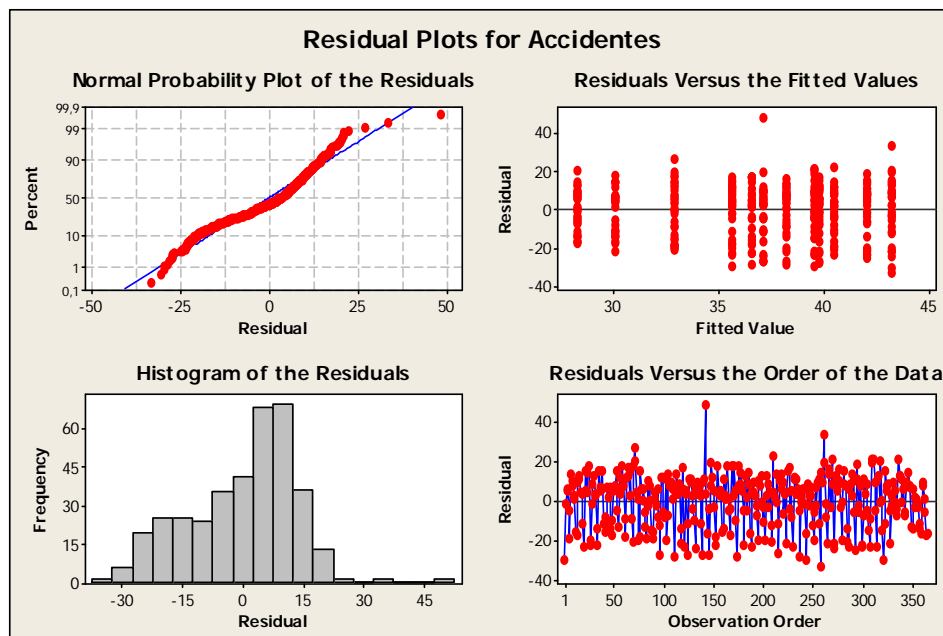 Residual Plots for Accidentes
Normal Probability Plot of the Residuals
99,9
99
90
50
10
1
0,1
Percent
-50 -25 0 25 50
Residual
Residuals Versus the Fitted Values
40
20
0
-20
-40
Residual
30 35 40 45
Fitted Value
Histogram of the Residuals
60
45
30
15
0
Frequency
-30 -15 0 15 30 45
Residual
Residuals Versus the Order of the Data
40
20
0
-20
-40
Residual
1 50 100 150 200 250 300 350
Observation Order